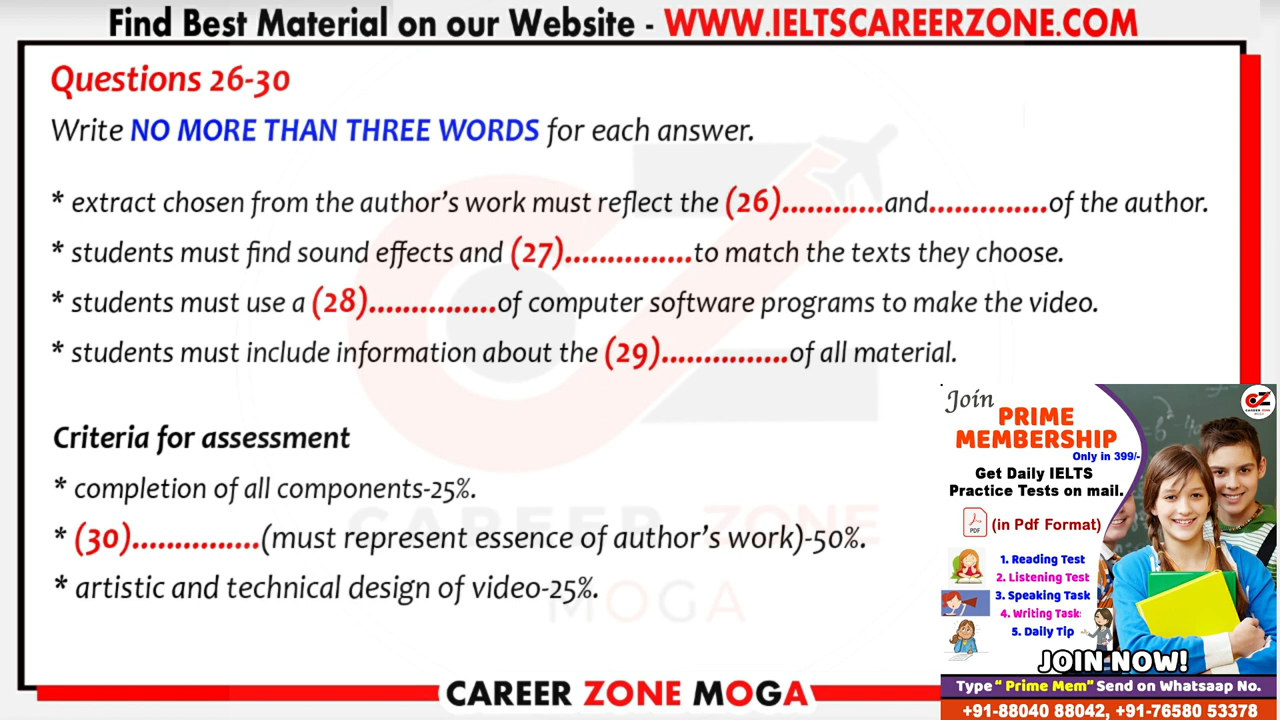 Find Best Material on our Website - WWW.IELTSCAREERZONE.COM
Questions 26-30
Write NO MORE THAN THREE WORDS for each answer.
* extract chosen from the author's work must reflect the (26)............and..............of the author.
* students must find sound effects and (27)...............to match the texts they choose.
* students must use a (28)...............of computer software programs to make the video.
* students must include information about the (29)...............of all material.
Criteria for assessment
* completion of all components-25%.
* (30)...............(must represent essence of author's work)-50%.
* artistic and technical design of video-25%.
CAREER ZONE
MOGA
Join
PRIME
MEMBERSHIP
Only in 399/-
Get Daily IELTS
Practice Tests on mail.
PDF
(in Pdf Format)
1. Reading Test
2. Listening Test
3. Speaking Task
4. Writing Task
5. Daily Tip
CAREER ZONE
MOGA
JOIN NOW!
Type " Prime Mem" Send on Whatsaap No.
+91-88040 88042, +91-76580 53378
CAREER ZONE MOGA